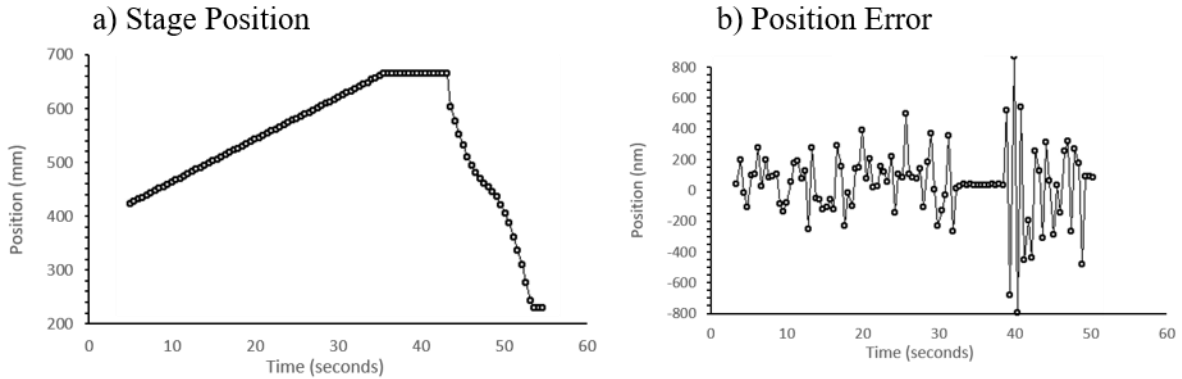 a) Stage Position
700
600
500
400
300
200
0 10 20 30 40 50 60
Position (mm)
Time (seconds)
b) Position Error
800
600
400
200
0
-200
-400
-600
-800
0 10 20 30 40 50 60
Position (nm)
Time (seconds)